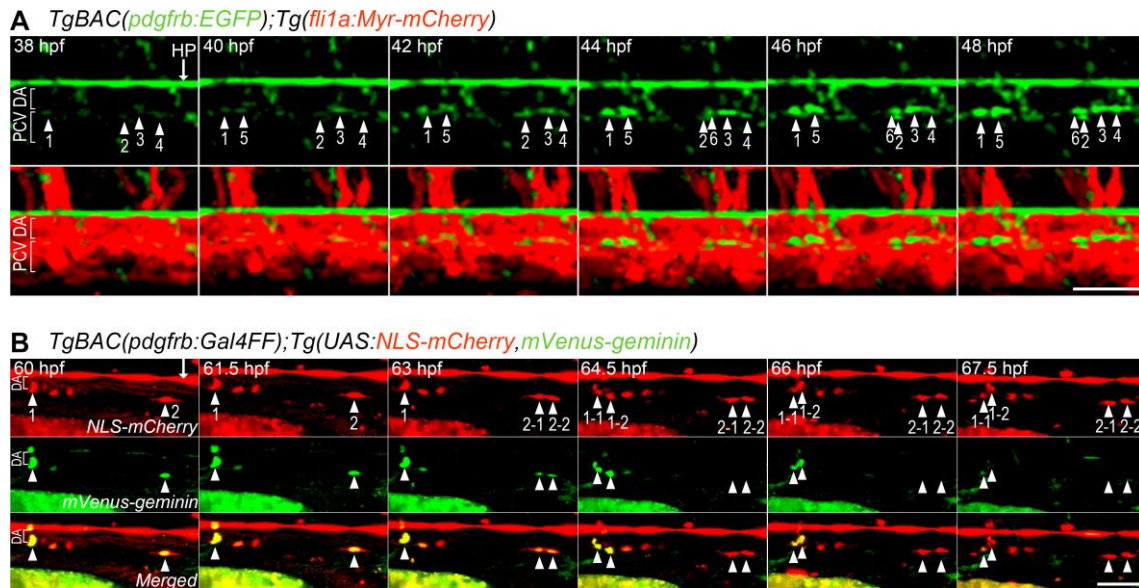 A TgBAC(pdgfrb:EGFP);Tg(fli1a:Myr-mCherry)
38 hpf HP 40 hpf 42 hpf 44 hpf 46 hpf 48 hpf
DA
PCV
1 2 3 4 1 5 2 3 4 1 5 2 3 4 1 5 2 6 3 4 1 5 6 2 3 4 1 5 6 2 3 4
DA
PCV
B TgBAC(pdgfrb:Gal4FF);Tg(UAS:NLS-mCherry,mVenus-geminin)
60 hpf 61.5 hpf 63 hpf 64.5 hpf 66 hpf 67.5 hpf
DA
1 2 1 2 1 2-1 2-2 1-1 1-2 2-1 2-2 1-1 1-2 2-1 2-2 1-1 1-2 2-1 2-2
NLS-mCherry
DA
mVenus-geminin
DA
Merged